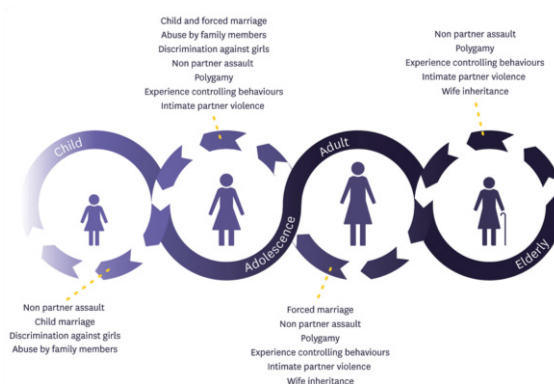 Child and forced marriage
Abuse by family members
Discrimination against girls
Non partner assault
Polygamy
Experience controlling behaviours
Intimate partner violence
Non partner assault
Polygamy
Experience controlling behaviours
Intimate partner violence
Wife inheritance
Child
Adolescence
Adult
Elderly
Non partner assault
Child marriage
Discrimination against girls
Abuse by family members
Forced marriage
Non partner assault
Polygamy
Experience controlling behaviours
Intimate partner violence
Wife inheritance